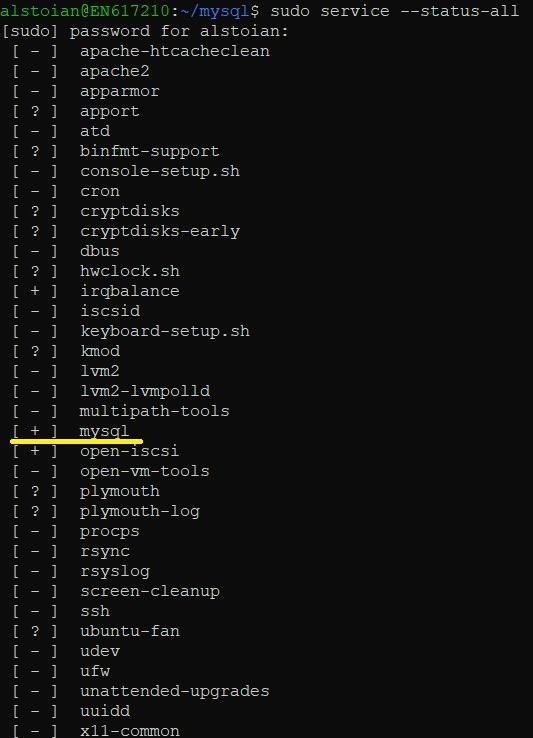 alstoian@EN617210:~/mysql$ sudo service --status-all
[sudo] password for alstoian:
[ - ] apache-htcacheclean
[ - ] apache2
[ - ] apparmor
[ ? ] apport
[ - ] atd
[ ? ] binfmt-support
[ - ] console-setup.sh
[ - ] cron
[ ? ] cryptdisks
[ ? ] cryptdisks-early
[ - ] dbus
[ ? ] hwclock.sh
[ + ] irqbalance
[ - ] iscsid
[ - ] keyboard-setup.sh
[ ? ] kmod
[ - ] lvm2
[ - ] lvm2-lvmpolld
[ - ] multipath-tools
[ + ] mysql
[ + ] open-iscsi
[ - ] open-vm-tools
[ ? ] plymouth
[ ? ] plymouth-log
[ - ] procps
[ - ] rsync
[ - ] rsyslog
[ - ] screen-cleanup
[ - ] ssh
[ ? ] ubuntu-fan
[ - ] udev
[ - ] ufw
[ - ] unattended-upgrades
[ - ] uuidd
[ - ] x11-common